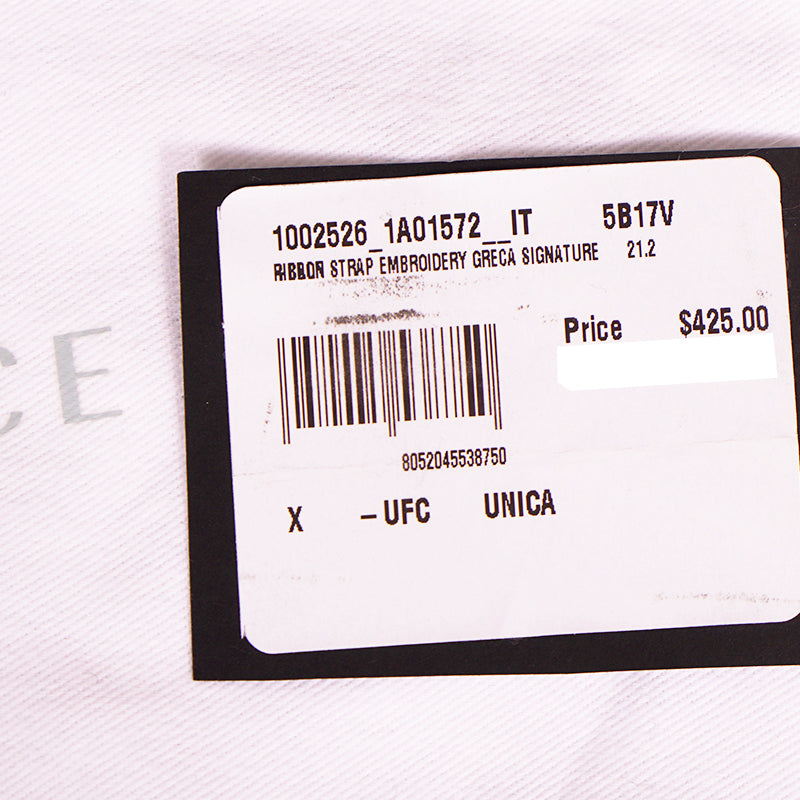 1002526_1A01572__IT 5B17V
RIBBON STRAP EMBROIDERY GRECA SIGNATURE 21.2
Price $425.00
8052045538750
X -UFC UNICA
CE